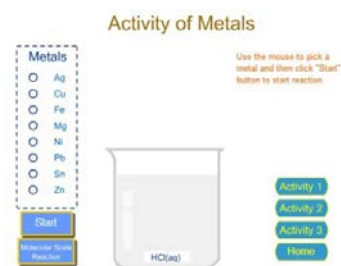 Activity of Metals
Metals
Ag
Cu
Fe
Mg
Ni
Pb
Sn
Zn
Start
Molecular Scale
Reaction
Use the mouse to pick a
metal and then click "Start"
button to start reaction
HCl(aq)
Activity 1
Activity 2
Activity 3
Home